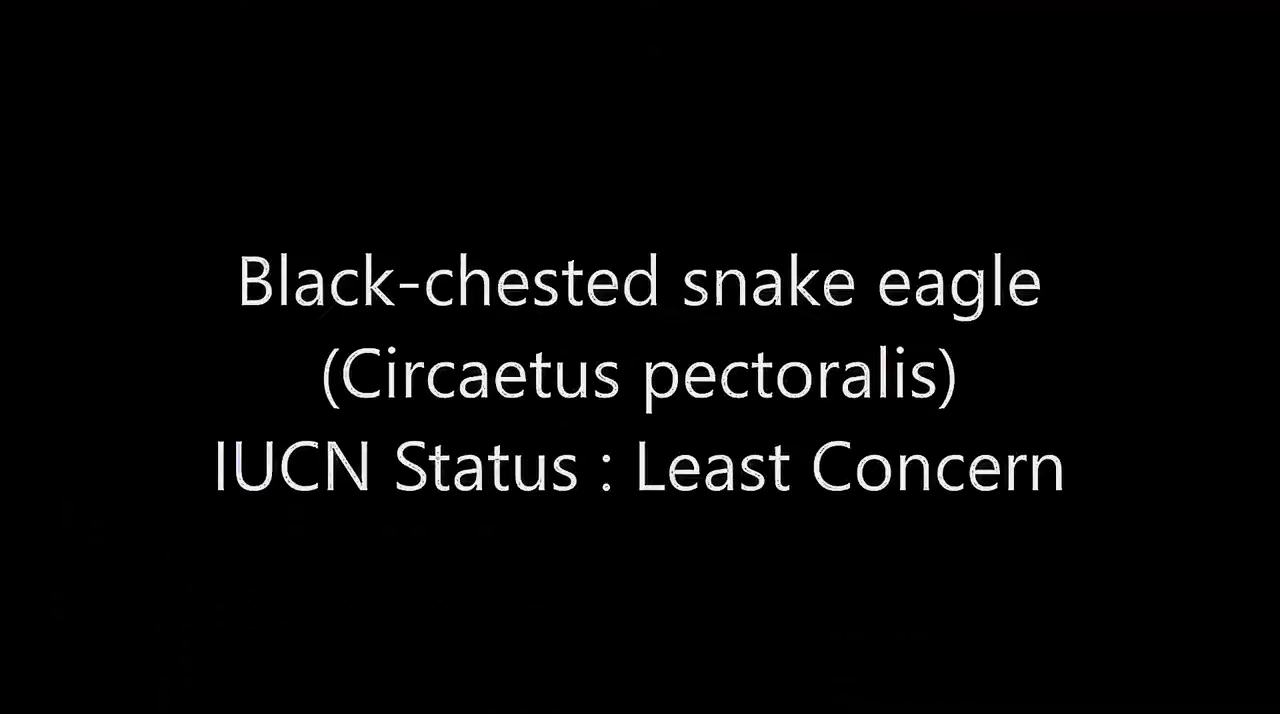 Black-chested snake eagle
(Circaetus pectoralis)
IUCN Status : Least Concern